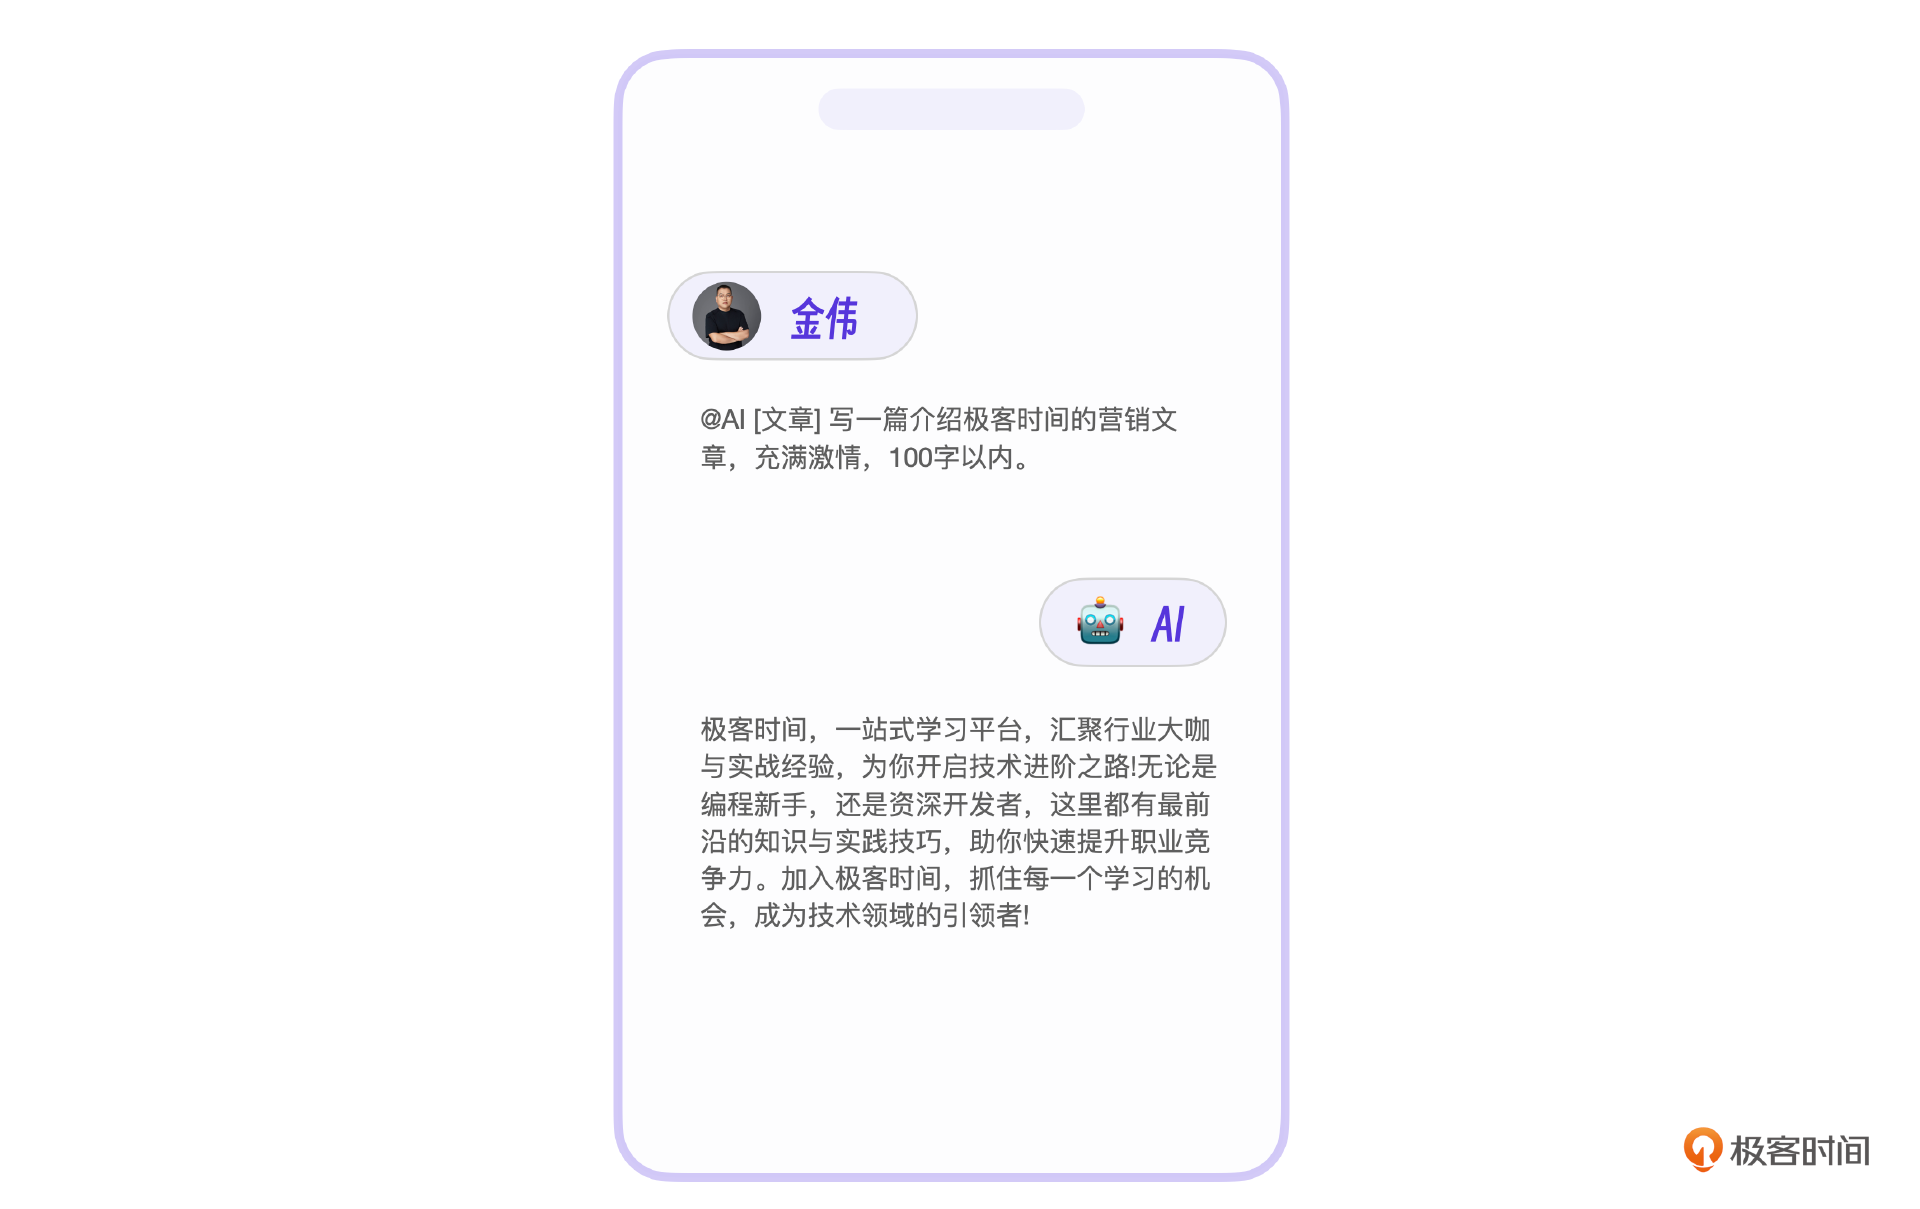 金伟
@AI [文章] 写一篇介绍极客时间的营销文
章，充满激情，100字以内。
AI
极客时间，一站式学习平台，汇聚行业大咖
与实战经验，为你开启技术进阶之路!无论是
编程新手，还是资深开发者，这里都有最前
沿的知识与实践技巧，助你快速提升职业竞
争力。加入极客时间，抓住每一个学习的机
会，成为技术领域的引领者!
极客时间